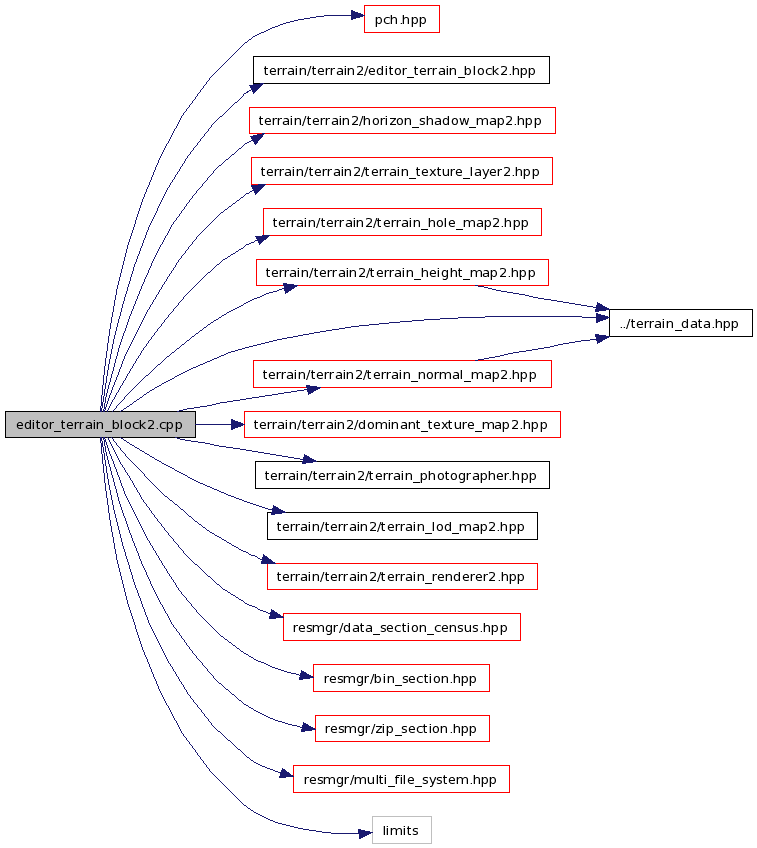 pch.hpp
terrain/terrain2/editor_terrain_block2.hpp
terrain/terrain2/horizon_shadow_map2.hpp
terrain/terrain2/terrain_texture_layer2.hpp
terrain/terrain2/terrain_hole_map2.hpp
terrain/terrain2/terrain_height_map2.hpp
../terrain_data.hpp
terrain/terrain2/terrain_normal_map2.hpp
editor_terrain_block2.cpp
terrain/terrain2/dominant_texture_map2.hpp
terrain/terrain2/terrain_photographer.hpp
terrain/terrain2/terrain_lod_map2.hpp
terrain/terrain2/terrain_renderer2.hpp
resmgr/data_section_census.hpp
resmgr/bin_section.hpp
resmgr/zip_section.hpp
resmgr/multi_file_system.hpp
limits